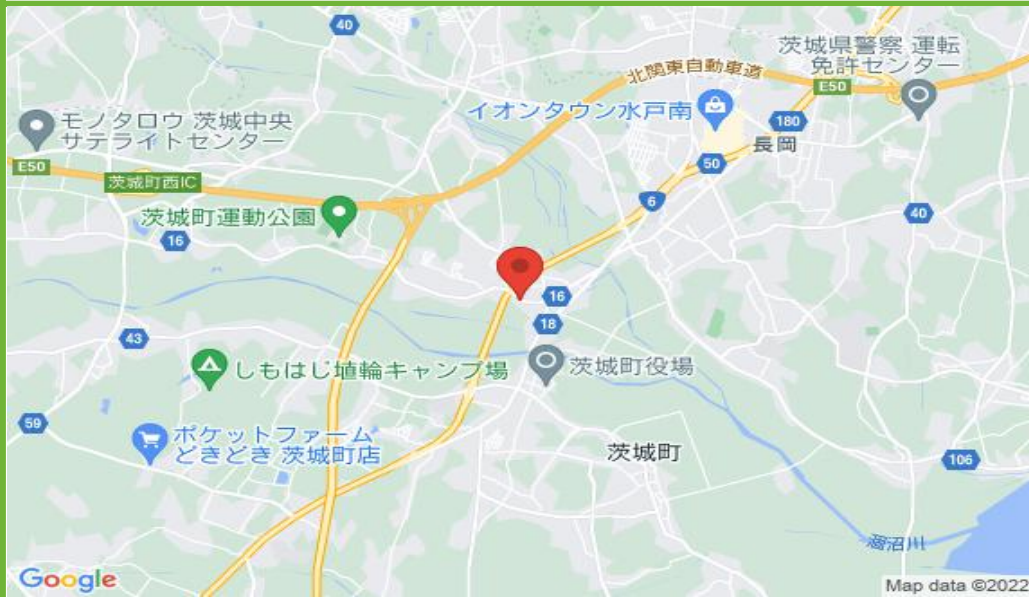 40
茨城県警察 運転
免許センター
北関東自動車道
E50
イオンタウン水戸南
モノタロウ 茨城中央
サテライトセンター
180
長岡
E50
茨城町西IC
50
6
茨城町運動公園
40
16
16
18
43
茨城町役場
しもはじ埴輪キャンプ場
59
ポケットファーム
どきどき 茨城町店
茨城町
106
涸沼川
Google
Map data ©2022